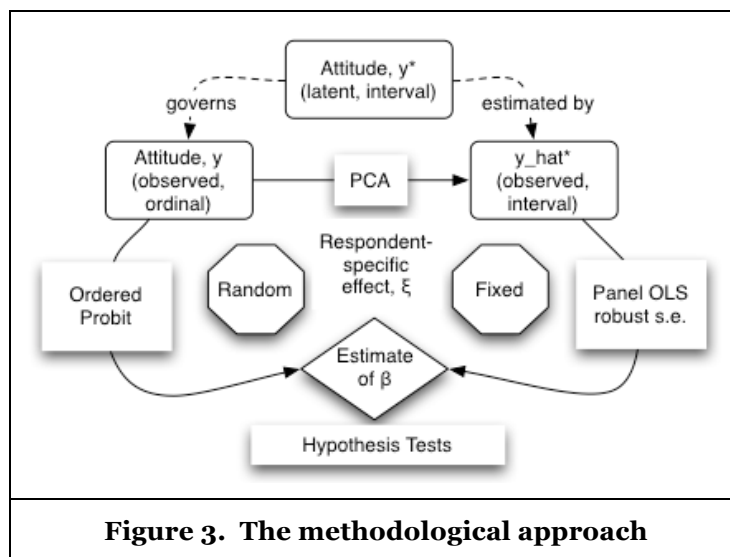 Attitude, y*
(latent, interval)
governs
estimated by
Attitude, y
(observed,
ordinal)
PCA
y_hat*
(observed,
interval)
Respondent-
specific
effect, ξ
Random
Fixed
Ordered
Probit
Panel OLS
robust s.e.
Estimate
of β
Hypothesis Tests
Figure 3. The methodological approach